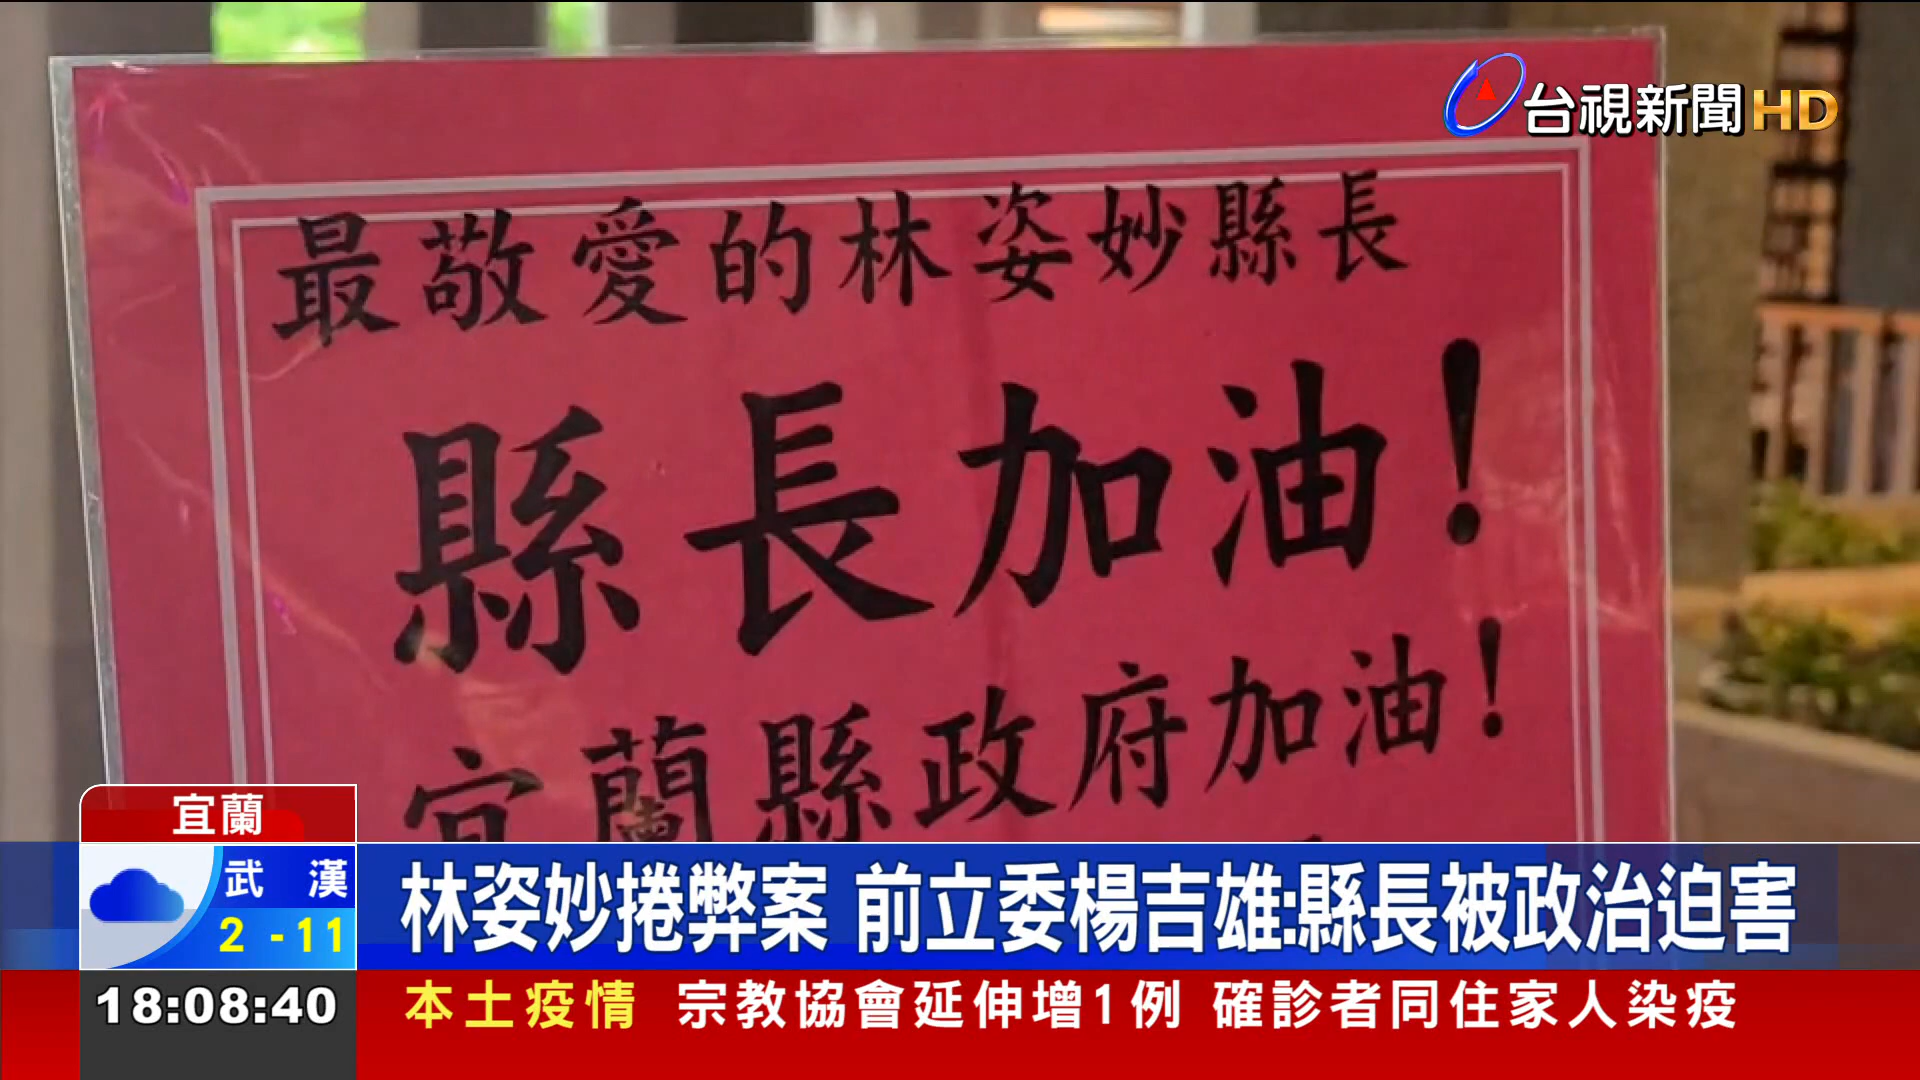 台視新聞HD
最敬愛的林姿妙縣長
縣長加油！
宜蘭縣政府加油！
宜蘭
武漢
2 - 11
林姿妙捲弊案 前立委楊吉雄:縣長被政治迫害
18:08:40
本土疫情 宗教協會延伸增1例 確診者同住家人染疫